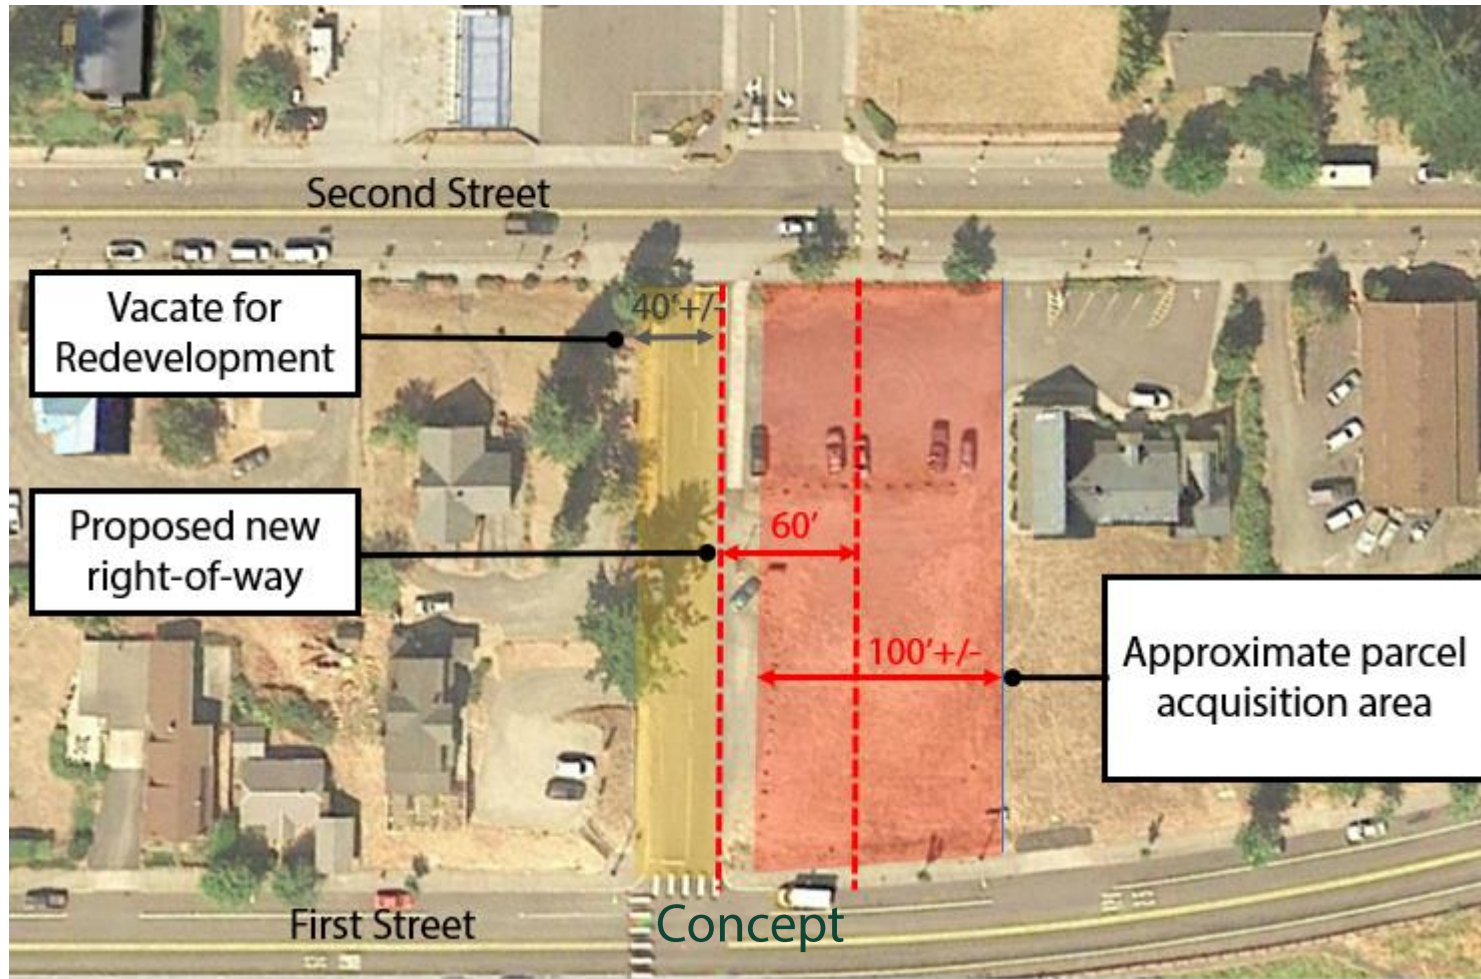 Second Street
Vacate for
Redevelopment
40'+/-
Proposed new
right-of-way
60'
100'+/-
Approximate parcel
acquisition area
First Street
Concept